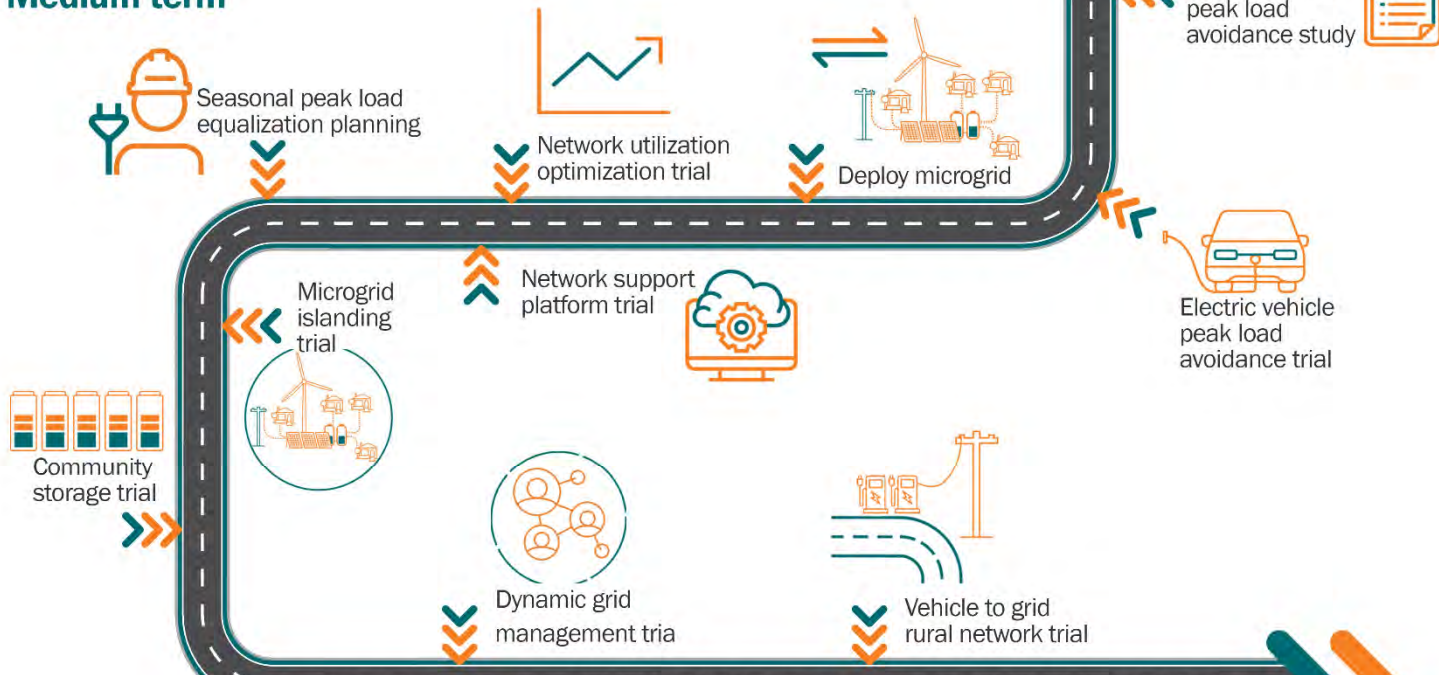 Medium term
peak load
avoidance study
Seasonal peak load
equalization planning
Network utilization
optimization trial
Deploy microgrid
Network support
platform trial
Electric vehicle
peak load
avoidance trial
Microgrid
islanding
trial
Community
storage trial
Dynamic grid
management tria
Vehicle to grid
rural network trial